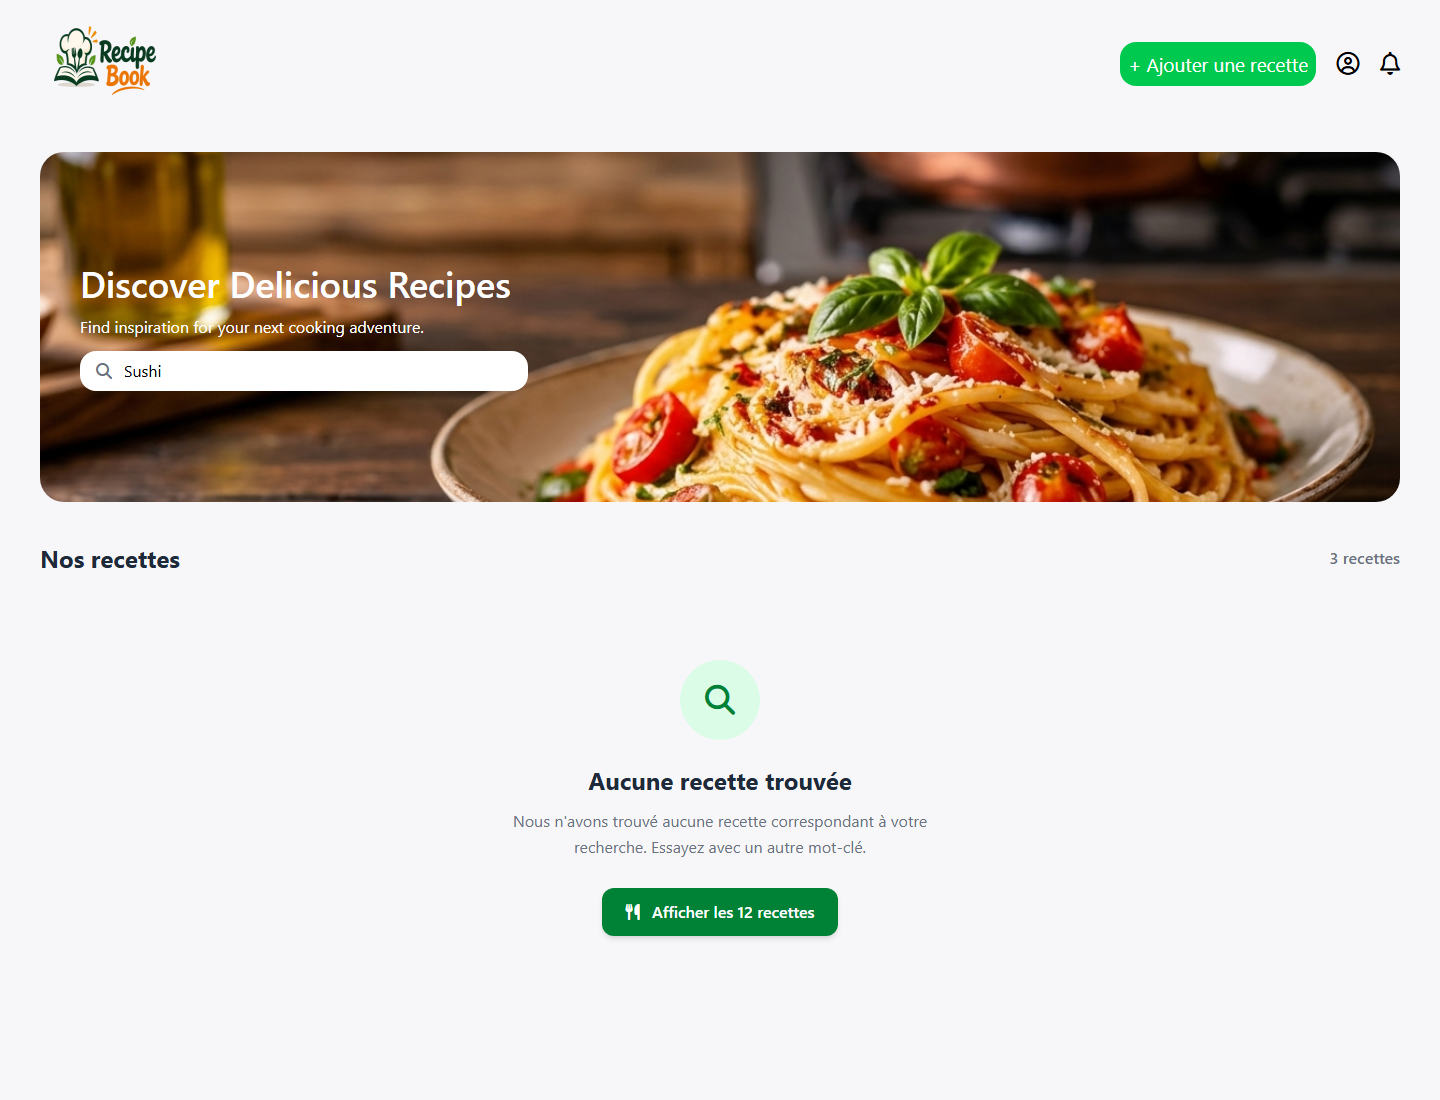 Recipe
Book
+ Ajouter une recette
Discover Delicious Recipes
Find inspiration for your next cooking adventure.
Sushi
Nos recettes
3 recettes
Aucune recette trouvée
Nous n'avons trouvé aucune recette correspondant à votre
recherche. Essayez avec un autre mot-clé.
Afficher les 12 recettes